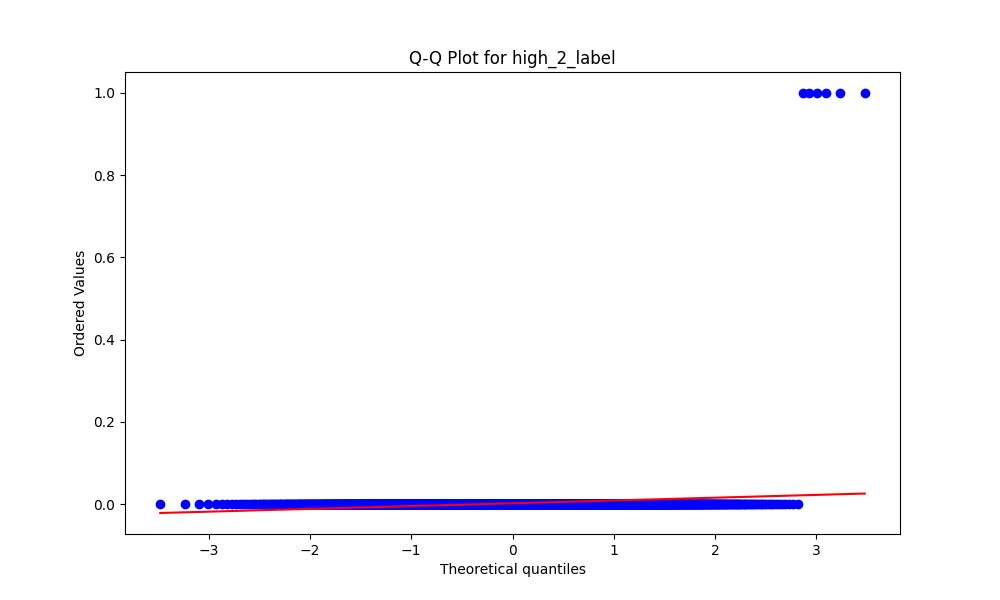 Q-Q Plot for high_2_label
Ordered Values
1.0
0.8
0.6
0.4
0.2
0.0
−3 −2 −1 0 1 2 3
Theoretical quantiles